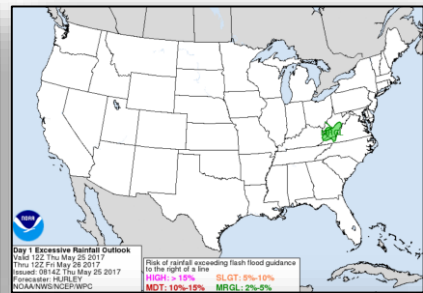 MRGL
NOAA
Day 1 Excessive Rainfall Outlook
Valid 12Z Thu May 25 2017
Thru 12Z Fri May 26 2017
Issued: 0814Z Thu May 25 2017
Forecaster: HURLEY
NOAA/NWS/NCEP/WPC
Risk of rainfall exceeding flash flood guidance
to the right of a line
HIGH: > 15% SLGT: 5%-10%
MDT: 10%-15% MRGL: 2%-5%